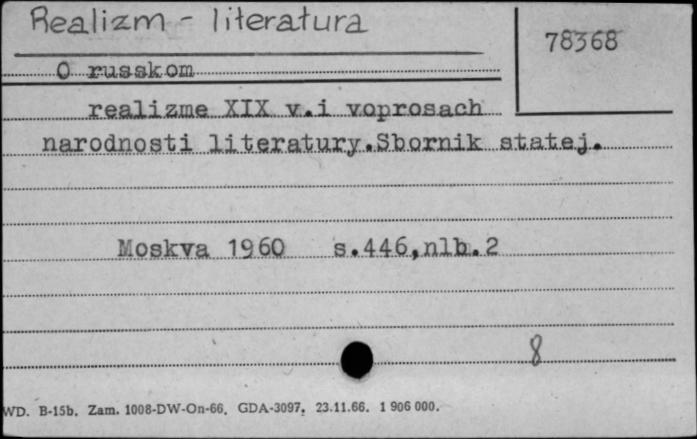 Realizm - literatura
78368
O russkom
realizme XIX v.i voprosach
narodnosti literatury.Sbornik statej.
Moskva 1960 s.446,nlb.2
8
WD. B-15b. Zam. 1008-DW-On-66. GDA-3097. 23.11.66. 1 906 000.